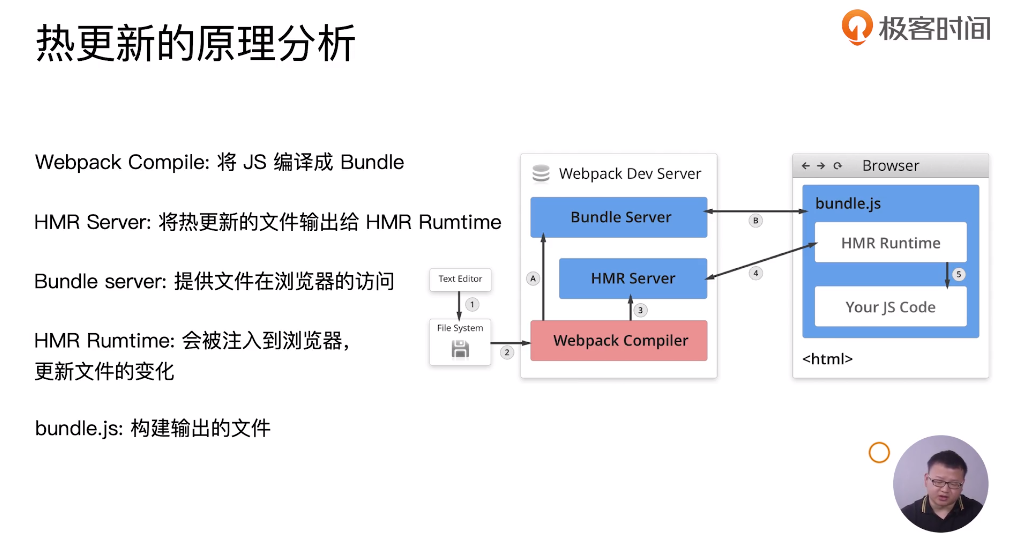 热更新的原理分析
极客时间
Webpack Compile: 将 JS 编译成 Bundle
HMR Server: 将热更新的文件输出给 HMR Rumtime
Bundle server: 提供文件在浏览器的访问
HMR Rumtime: 会被注入到浏览器，
更新文件的变化
bundle.js: 构建输出的文件
Text Editor
1
File System
2
Webpack Dev Server
Bundle Server
A
HMR Server
3
Webpack Compiler
B
4
Browser
bundle.js
HMR Runtime
5
Your JS Code
<html>